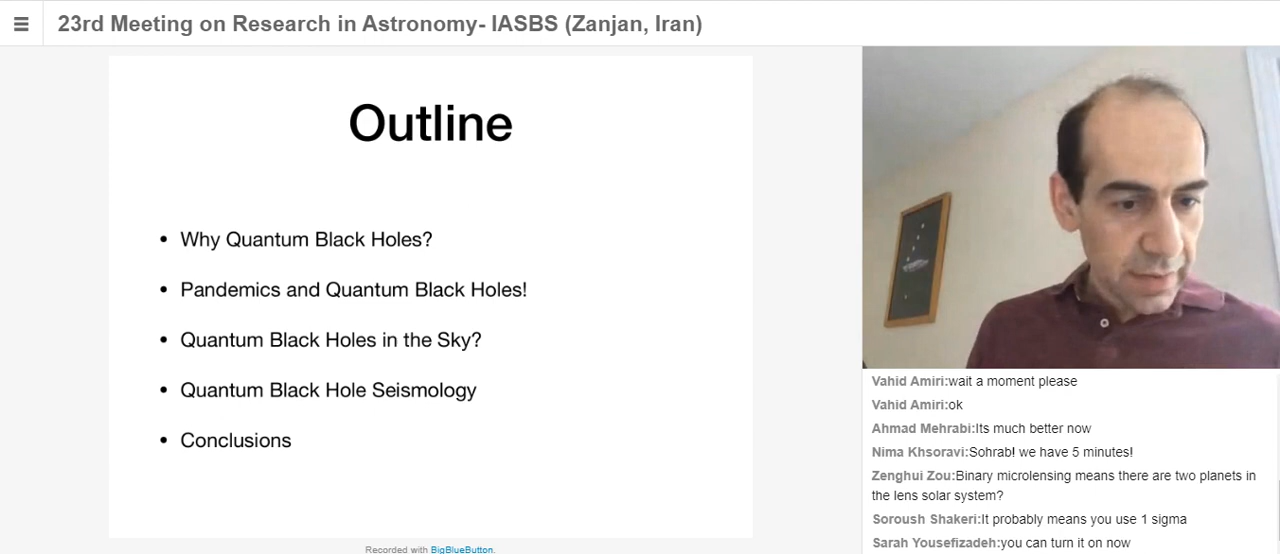 23rd Meeting on Research in Astronomy- IASBS (Zanjan, Iran)
Outline
• Why Quantum Black Holes?
• Pandemics and Quantum Black Holes!
• Quantum Black Holes in the Sky?
• Quantum Black Hole Seismology
• Conclusions
Recorded with BigBlueButton.
Vahid Amiri:wait a moment please
Vahid Amiri:ok
Ahmad Mehrabi:Its much better now
Nima Khsoravi:Sohrab! we have 5 minutes!
Zenghui Zou:Binary microlensing means there are two planets in
the lens solar system?
Soroush Shakeri:It probably means you use 1 sigma
Sarah Yousefizadeh:you can turn it on now